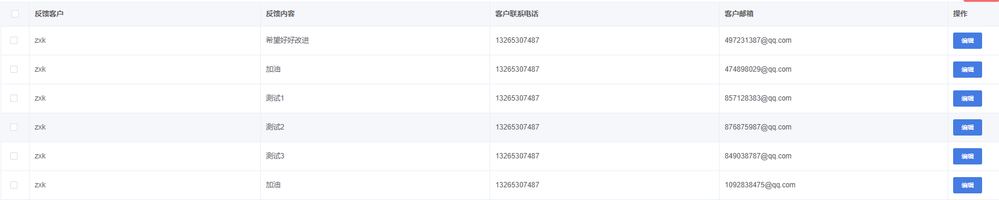 反馈客户 反馈内容 客户联系电话 客户邮箱 操作
zxk 希望好好改进 13265307487 497231387@qq.com 编辑
zxk 加油 13265307487 474898029@qq.com 编辑
zxk 测试1 13265307487 857128383@qq.com 编辑
zxk 测试2 13265307487 876875987@qq.com 编辑
zxk 测试3 13265307487 849038787@qq.com 编辑
zxk 加油 13265307487 1092838475@qq.com 编辑